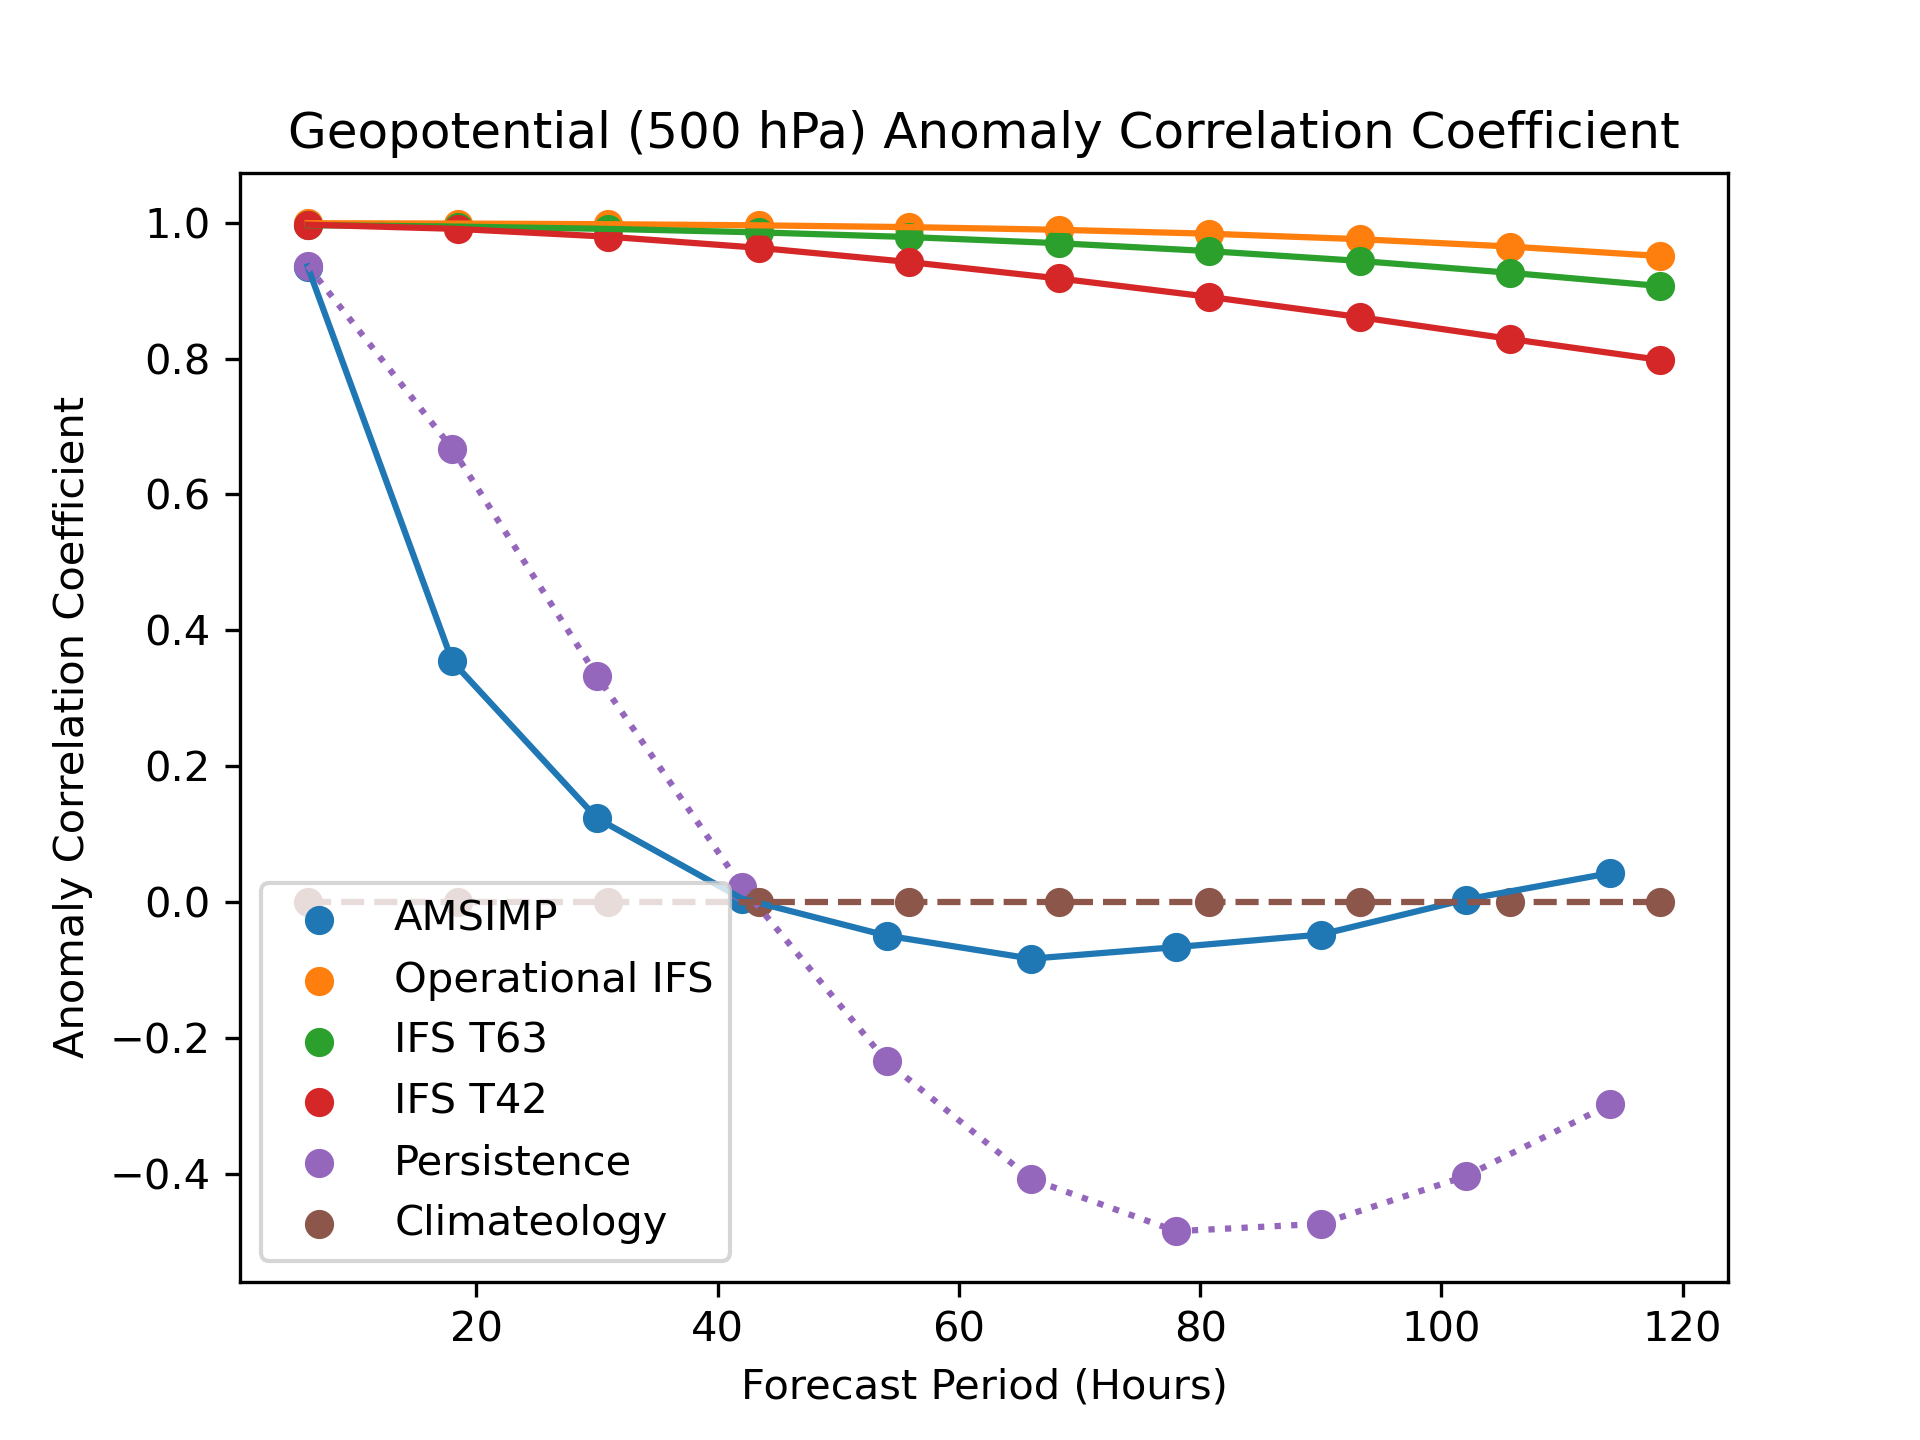 Geopotential (500 hPa) Anomaly Correlation Coefficient
Anomaly Correlation Coefficient
1.0
0.8
0.6
0.4
0.2
0.0
−0.2
−0.4
AMSIMP
Operational IFS
IFS T63
IFS T42
Persistence
Climateology
20 40 60 80 100 120
Forecast Period (Hours)